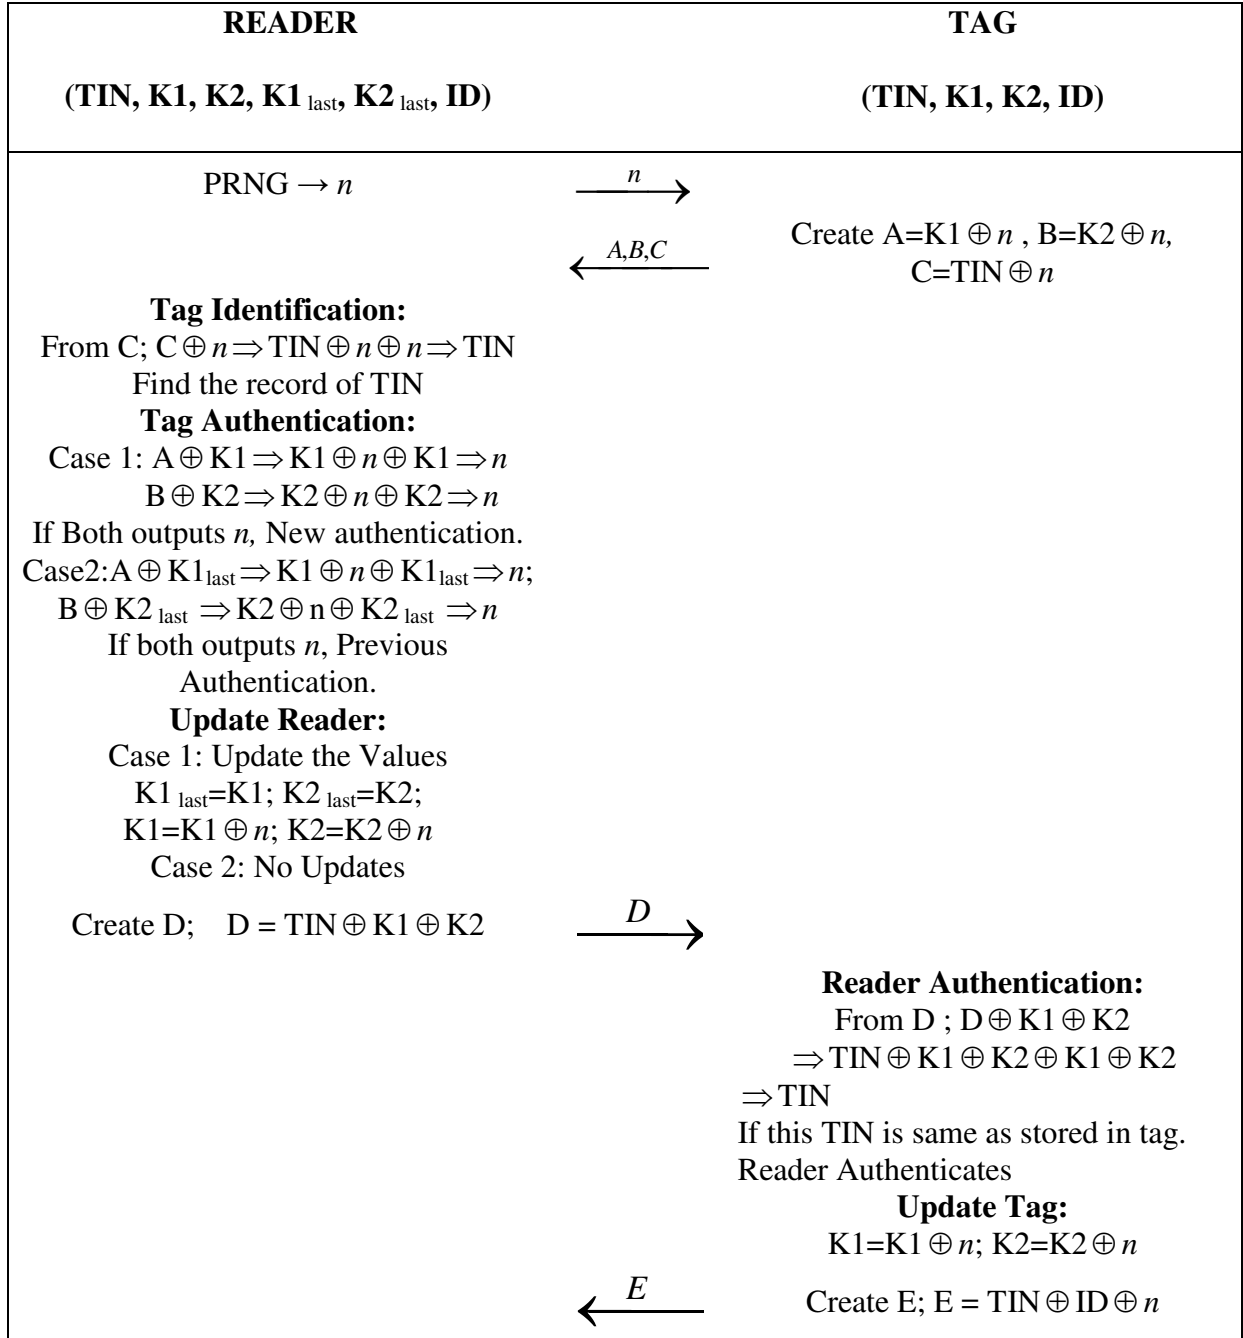 READER
TAG
(TIN, K1, K2, K1 last, K2 last, ID)
(TIN, K1, K2, ID)
PRNG → n
n
Create A=K1 ⊕ n , B=K2 ⊕ n,
C=TIN ⊕ n
A,B,C
Tag Identification:
From C; C ⊕ n ⇒ TIN ⊕ n ⊕ n ⇒ TIN
Find the record of TIN
Tag Authentication:
Case 1: A ⊕ K1 ⇒ K1 ⊕ n ⊕ K1 ⇒ n
B ⊕ K2 ⇒ K2 ⊕ n ⊕ K2 ⇒ n
If Both outputs n, New authentication.
Case2:A ⊕ K1last ⇒ K1 ⊕ n ⊕ K1last ⇒ n;
B ⊕ K2 last ⇒ K2 ⊕ n ⊕ K2 last ⇒ n
If both outputs n, Previous
Authentication.
Update Reader:
Case 1: Update the Values
K1 last=K1; K2 last=K2;
K1=K1 ⊕ n; K2=K2 ⊕ n
Case 2: No Updates
Create D; D = TIN ⊕ K1 ⊕ K2
D
Reader Authentication:
From D ; D ⊕ K1 ⊕ K2
⇒ TIN ⊕ K1 ⊕ K2 ⊕ K1 ⊕ K2
⇒ TIN
If this TIN is same as stored in tag.
Reader Authenticates
Update Tag:
K1=K1 ⊕ n; K2=K2 ⊕ n
E
Create E; E = TIN ⊕ ID ⊕ n